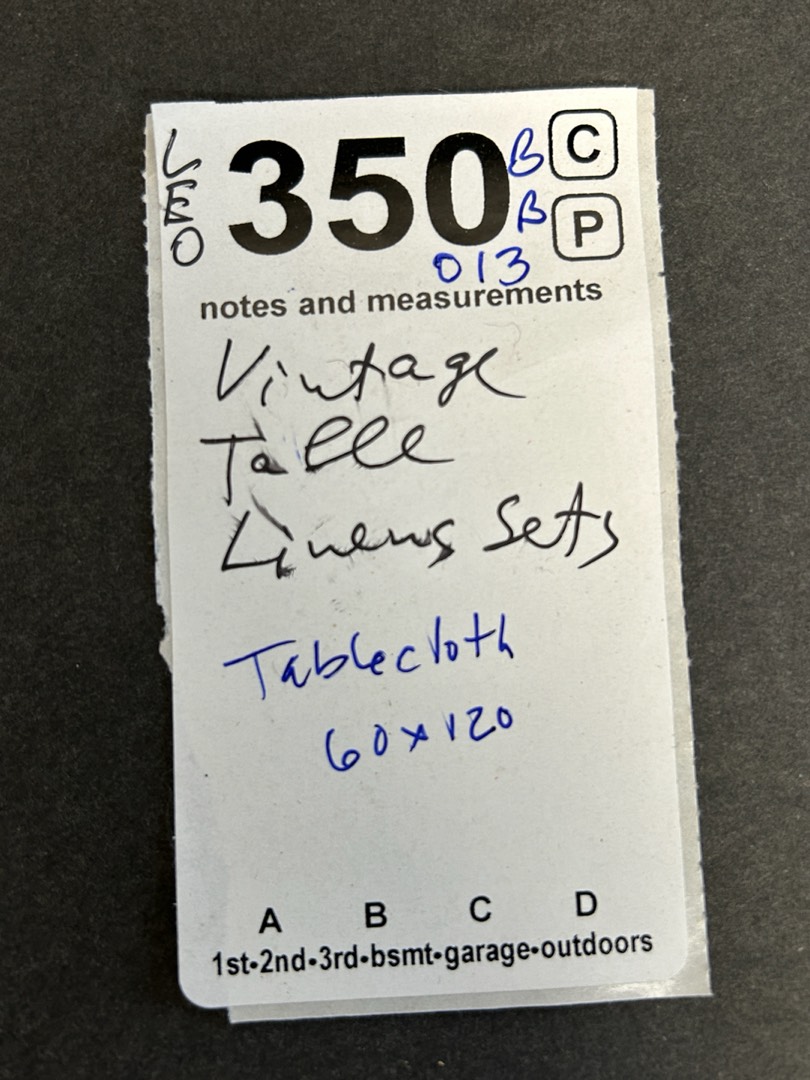 LEO
350 B C
B P
013
notes and measurements
Vintage
Table
Linens Sets
Tablecloth
60x120
A B C D
1st•2nd•3rd•bsmt•garage•outdoors